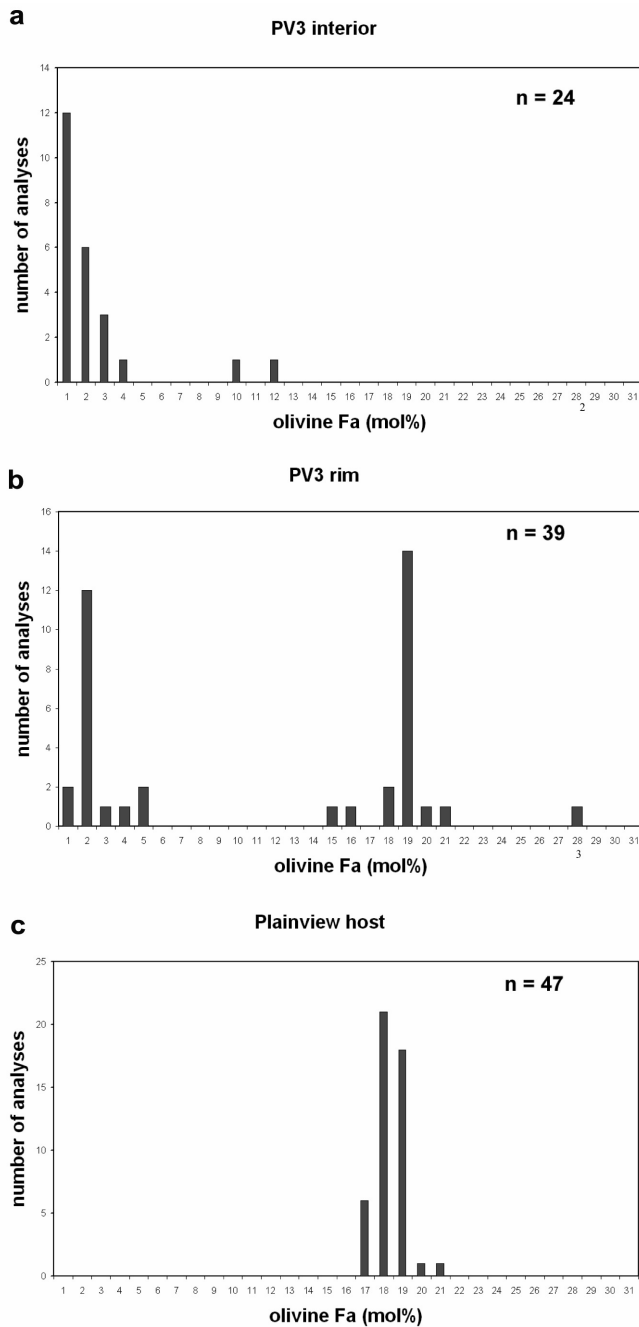 a
PV3 interior
n = 24
number of analyses
14
12
10
8
6
4
2
0
1 2 3 4 5 6 7 8 9 10 11 12 13 14 15 16 17 18 19 20 21 22 23 24 25 26 27 28 29 30 31
2
olivine Fa (mol%)
b
PV3 rim
n = 39
number of analyses
16
14
12
10
8
6
4
2
0
1 2 3 4 5 6 7 8 9 10 11 12 13 14 15 16 17 18 19 20 21 22 23 24 25 26 27 28 29 30 31
3
olivine Fa (mol%)
c
Plainview host
n = 47
number of analyses
25
20
15
10
5
0
1 2 3 4 5 6 7 8 9 10 11 12 13 14 15 16 17 18 19 20 21 22 23 24 25 26 27 28 29 30 31
olivine Fa (mol%)